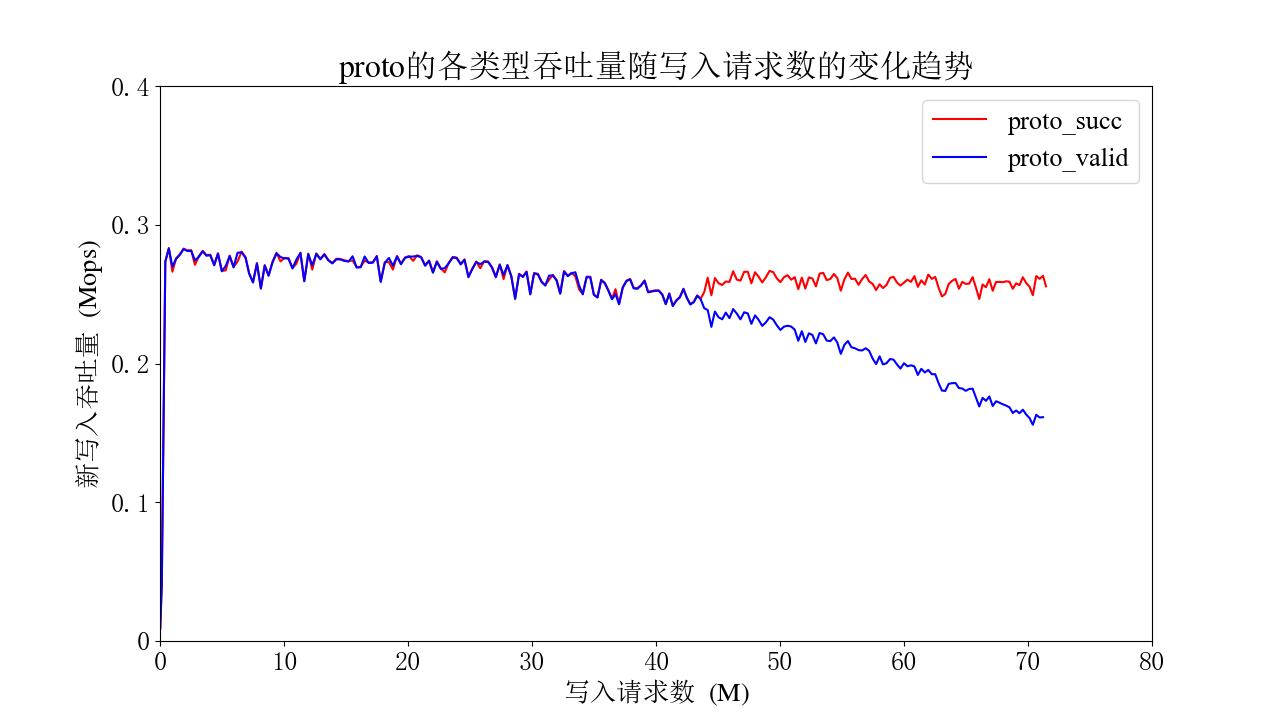 proto的各类型吞吐量随写入请求数的变化趋势
proto_succ
proto_valid
新写入吞吐量 (Mops)
0.4
0.3
0.2
0.1
0
0 10 20 30 40 50 60 70 80
写入请求数 (M)